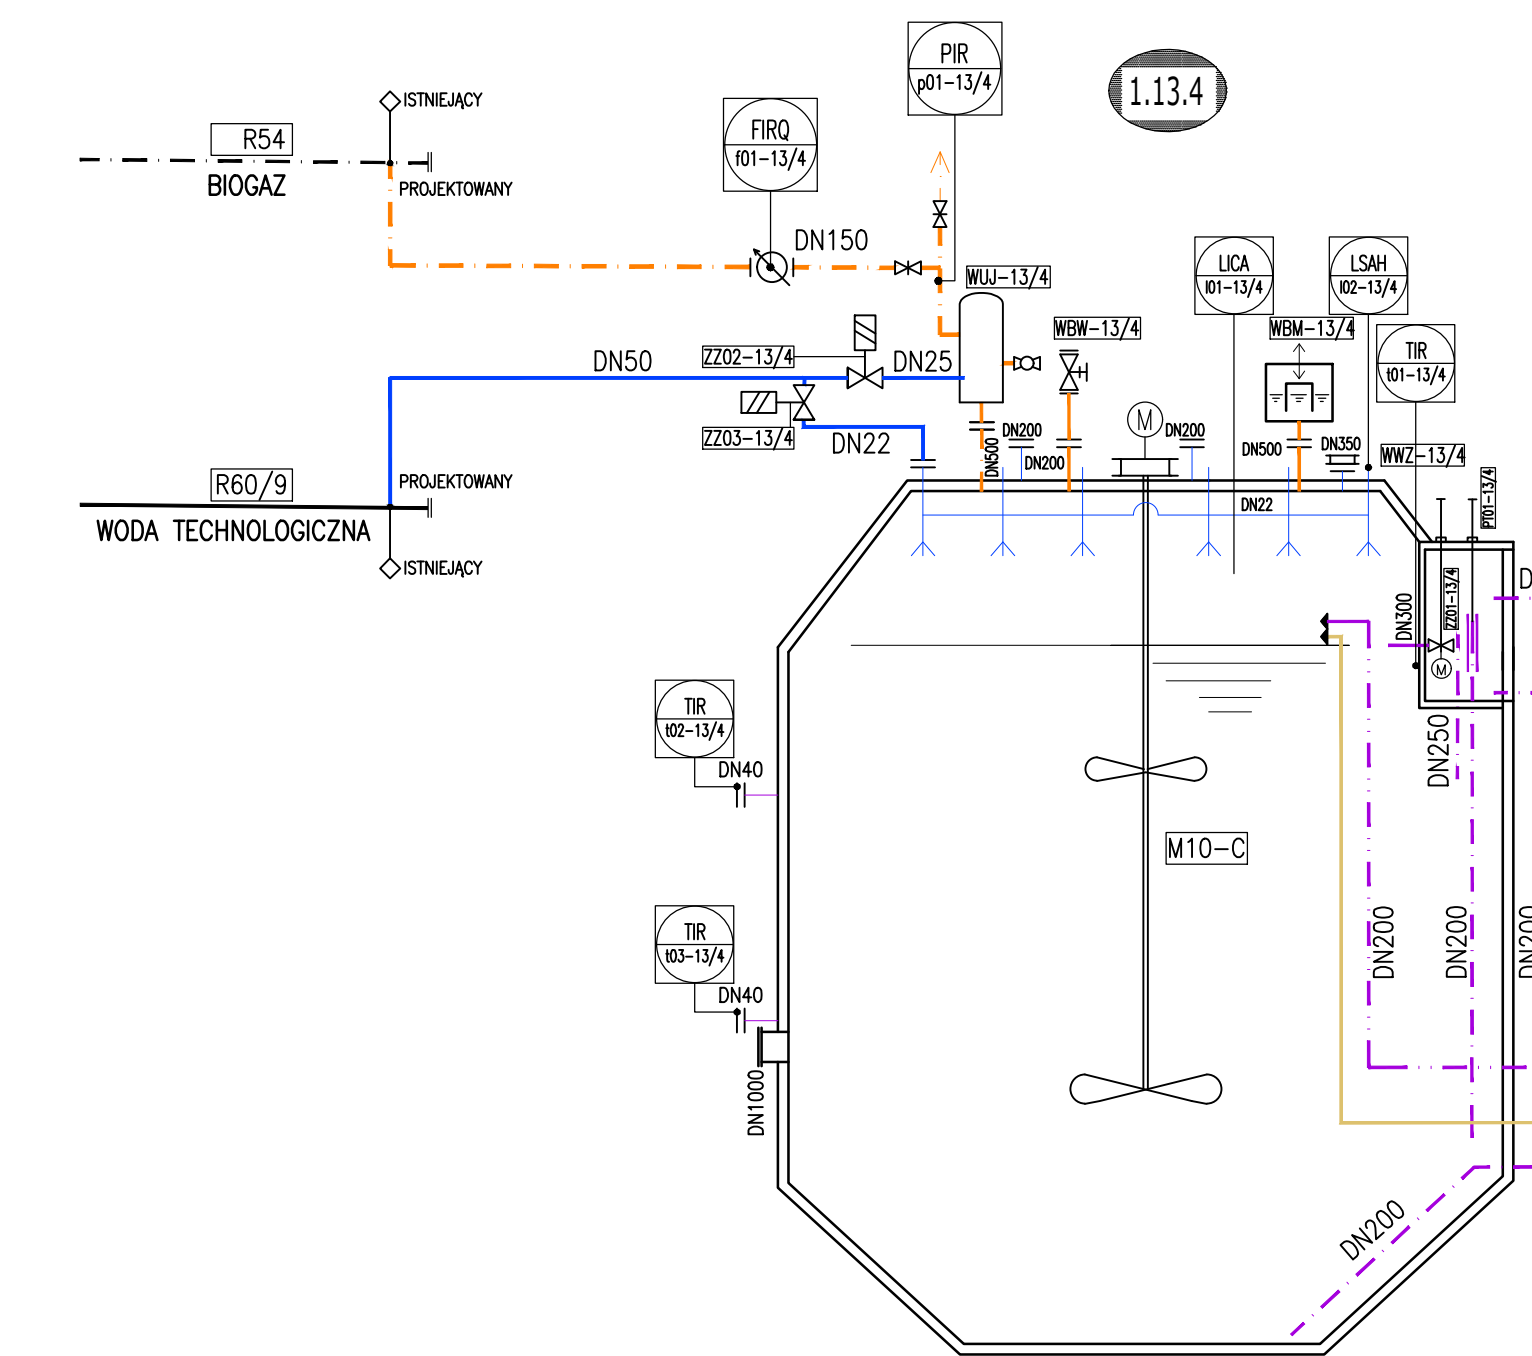 PIR
p01-13/4
1.13.4
ISTNIEJĄCY
FIRQ
f01-13/4
R54
BIOGAZ
PROJEKTOWANY
DN150
WUJ-13/4
LICA
l01-13/4
LSAH
l02-13/4
WBW-13/4
WBM-13/4
TIR
t01-13/4
DN50
ZZ02-13/4
DN25
ZZ03-13/4
DN22
DN500
DN200
DN200
M
DN200
DN500
DN350
WWZ-13/4
R60/9
PROJEKTOWANY
WODA TECHNOLOGICZNA
ISTNIEJĄCY
DN22
PT01-13/4
D
ZZ01-13/4
DN300
M
TIR
t02-13/4
DN40
DN250
M10-C
TIR
t03-13/4
DN40
DN200
DN200
DN200
DN1000
DN200